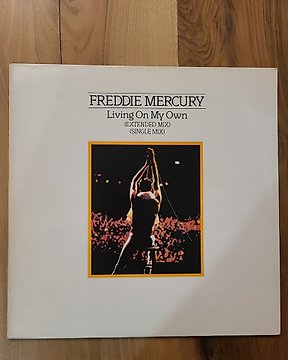 FREDDIE MERCURY
Living On My Own
(EXTENDED MIX)
(SINGLE MIX)